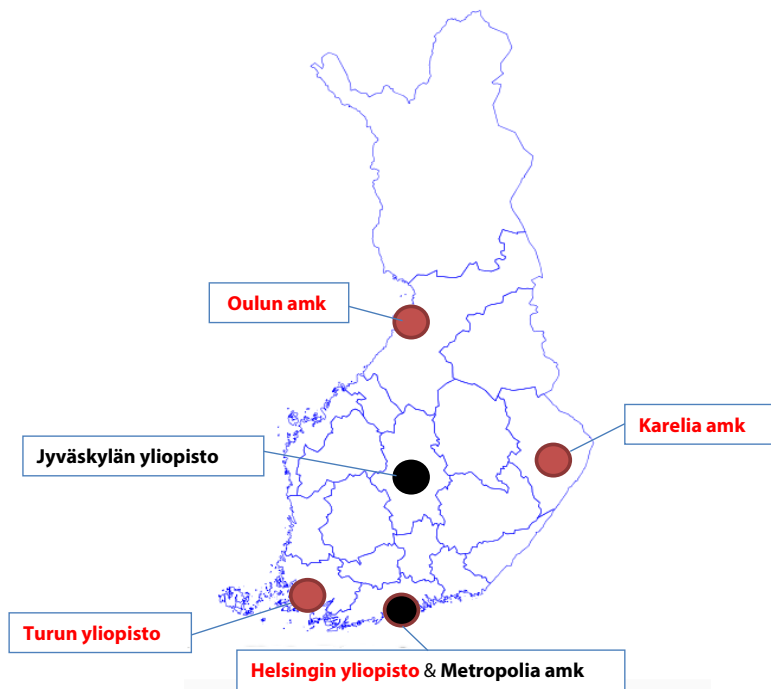 Oulun amk
Karelia amk
Jyväskylän yliopisto
Turun yliopisto
Helsingin yliopisto & Metropolia amk